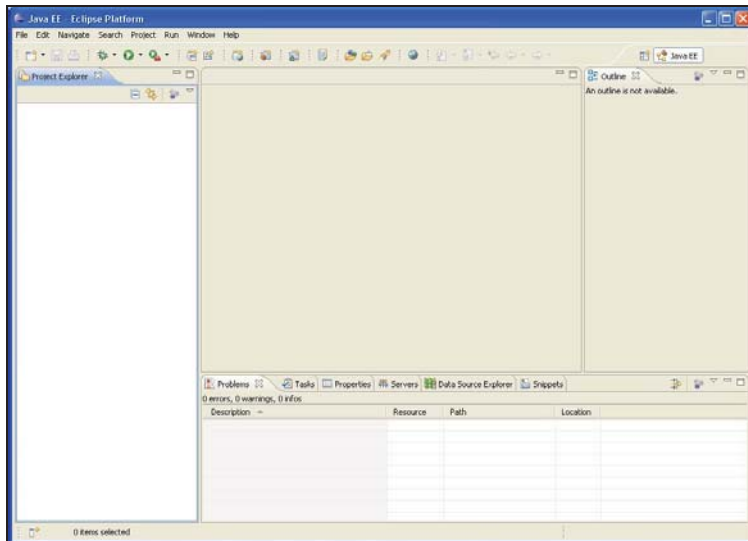 Java EE - Eclipse Platform
File Edit Navigate Search Project Run Window Help
Java EE
Project Explorer
Outline
An outline is not available.
Problems Tasks Properties Servers Data Source Explorer Snippets
0 errors, 0 warnings, 0 infos
Description Resource Path Location
0 items selected